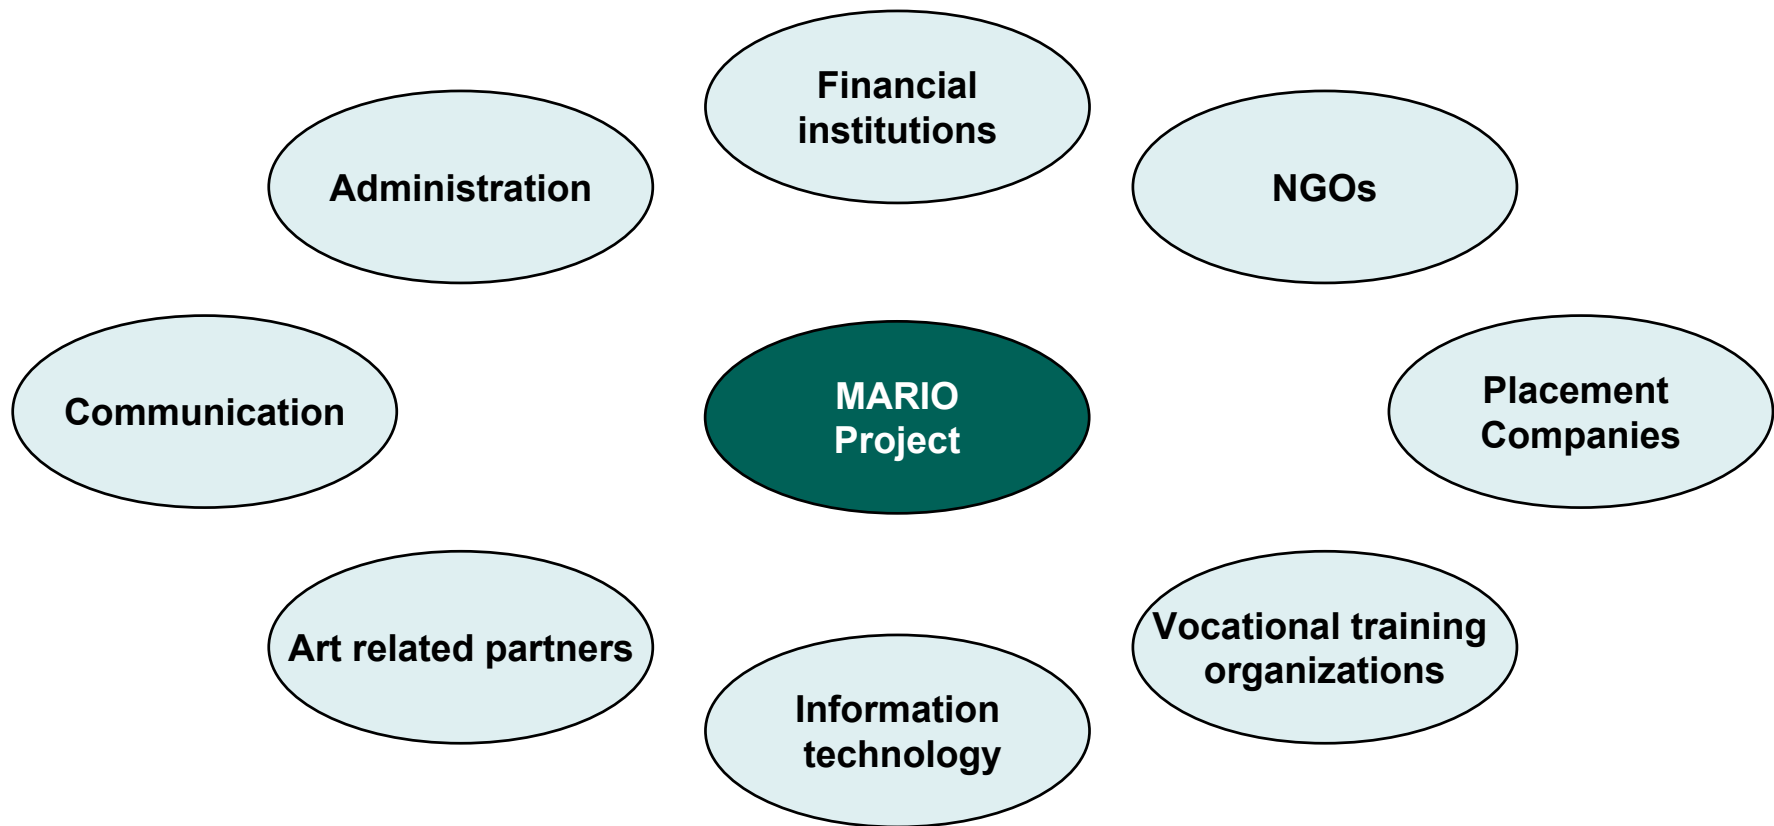 Financial
institutions
Administration
NGOs
Communication
MARIO
Project
Placement
Companies
Art related partners
Vocational training
organizations
Information
technology